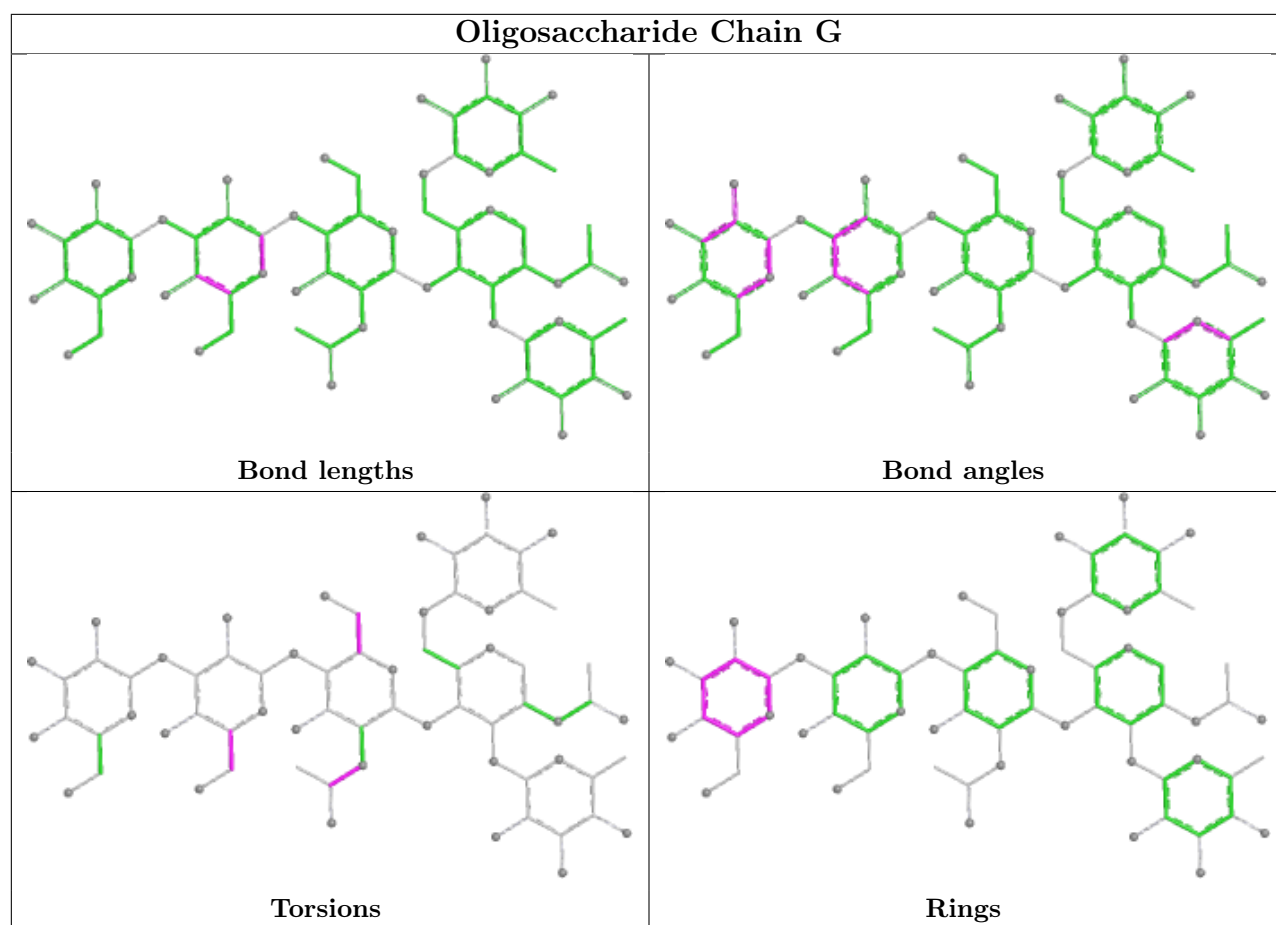 Oligosaccharide Chain G
Bond lengths
Bond angles
Torsions
Rings